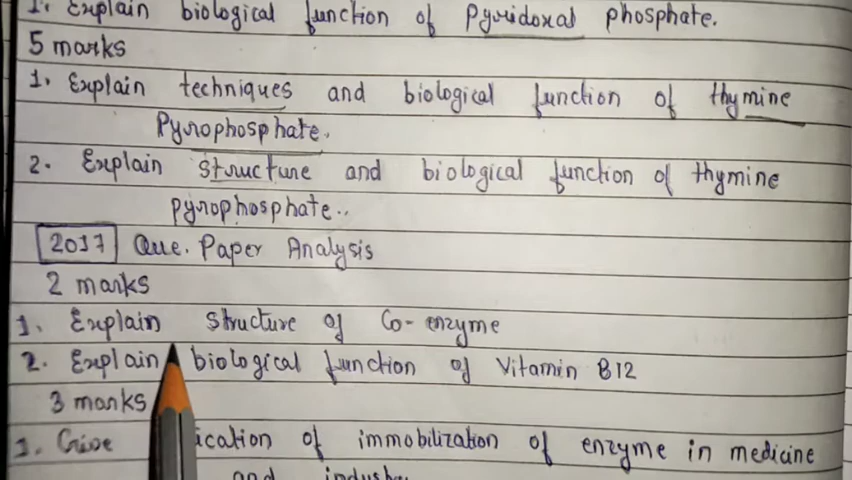 1. Explain biological function of Pyridoxal phosphate.
5 marks
1. Explain techniques and biological function of thymine
Pyrophosphate.
2. Explain structure and biological function of thymine
pyrophosphate..
2017 Que. Paper Analysis
2 marks
1. Explain structure of Co-enzyme
2. Explain biological function of Vitamin B12
3 marks
1. Give ication of immobilization of enzyme in medicine
and